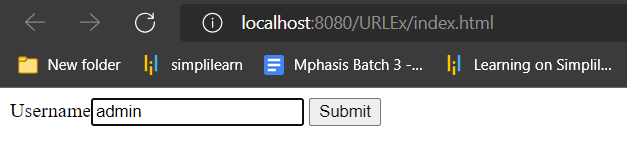 localhost:8080/URLEx/index.html
New folder simplilearn Mphasis Batch 3 -... Learning on Simplil...
Username admin Submit